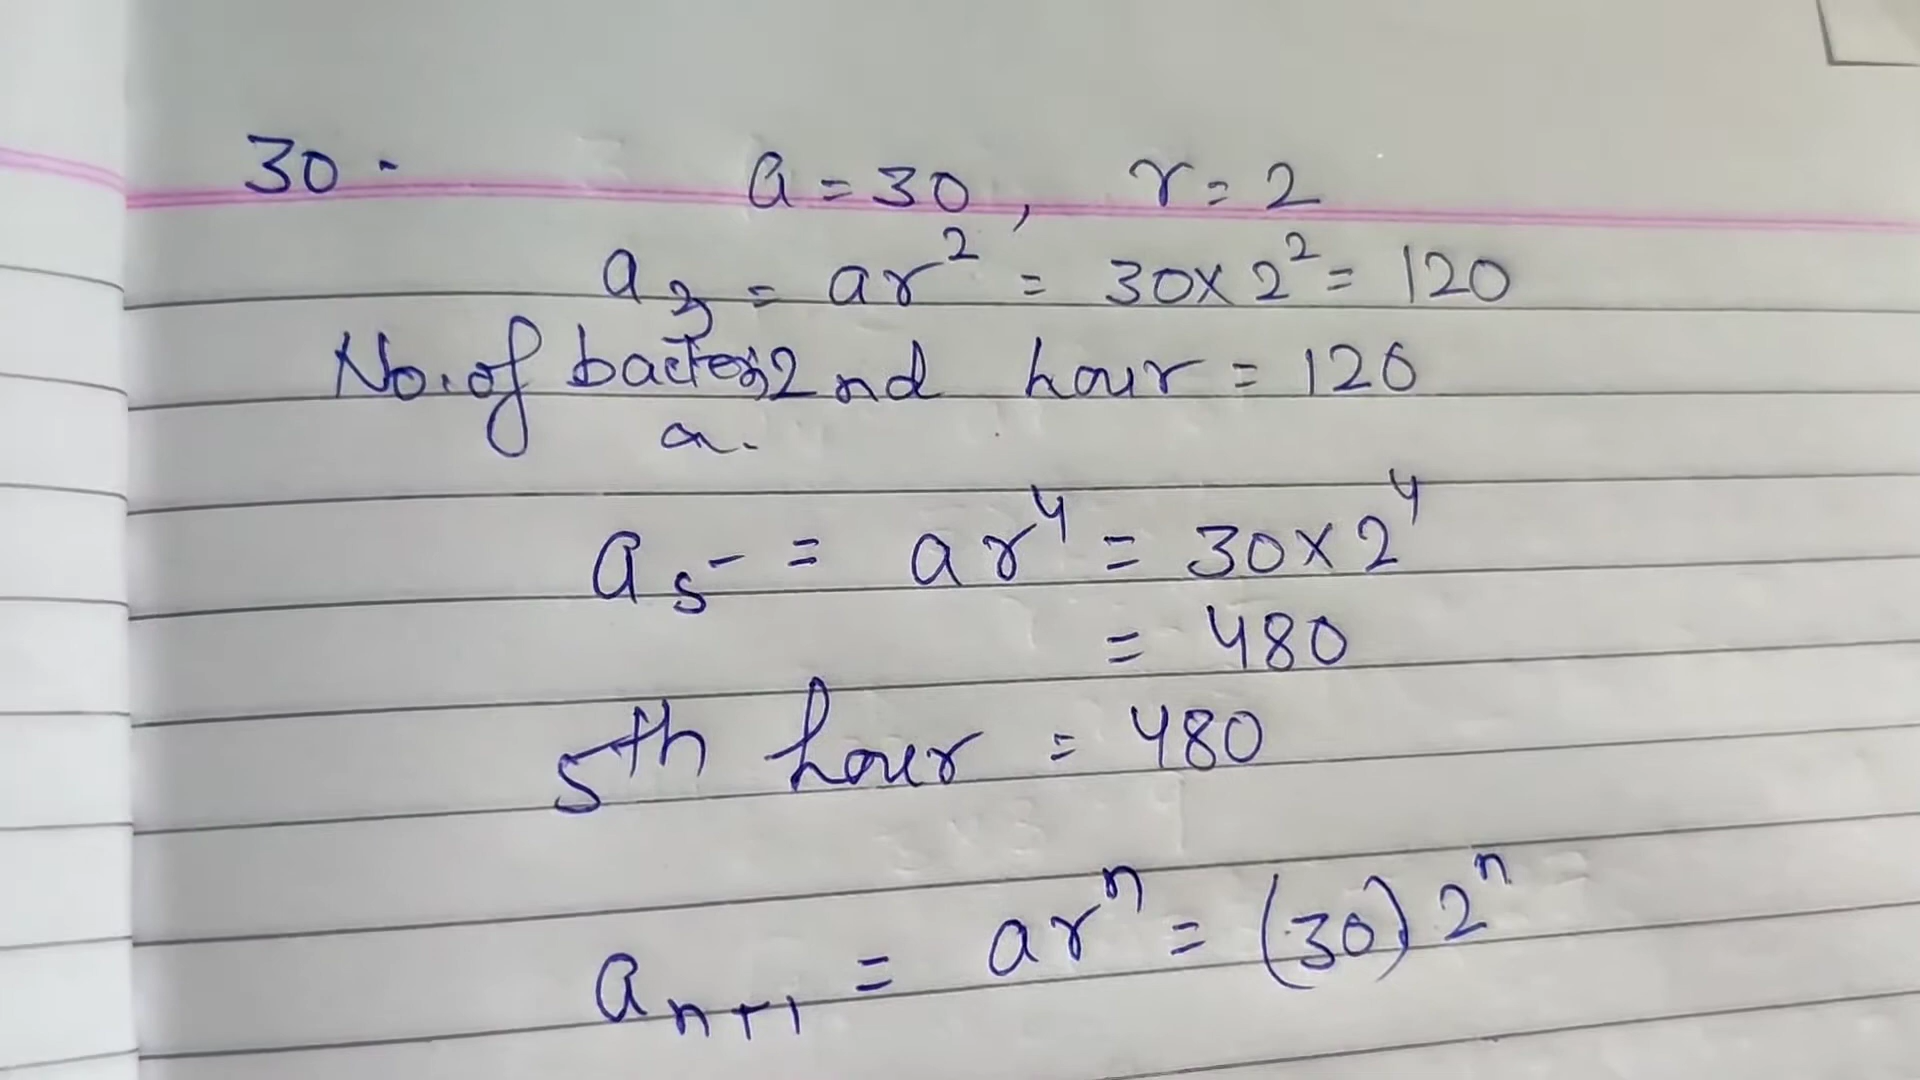 30. a = 30, r = 2
a₃ = ar² = 30 × 2² = 120
No. of bacteri 2nd hour = 120
a.
a₅ = ar⁴ = 30 × 2⁴
= 480
5th hour = 480
aₙ₊₁ = arⁿ = (30) 2ⁿ